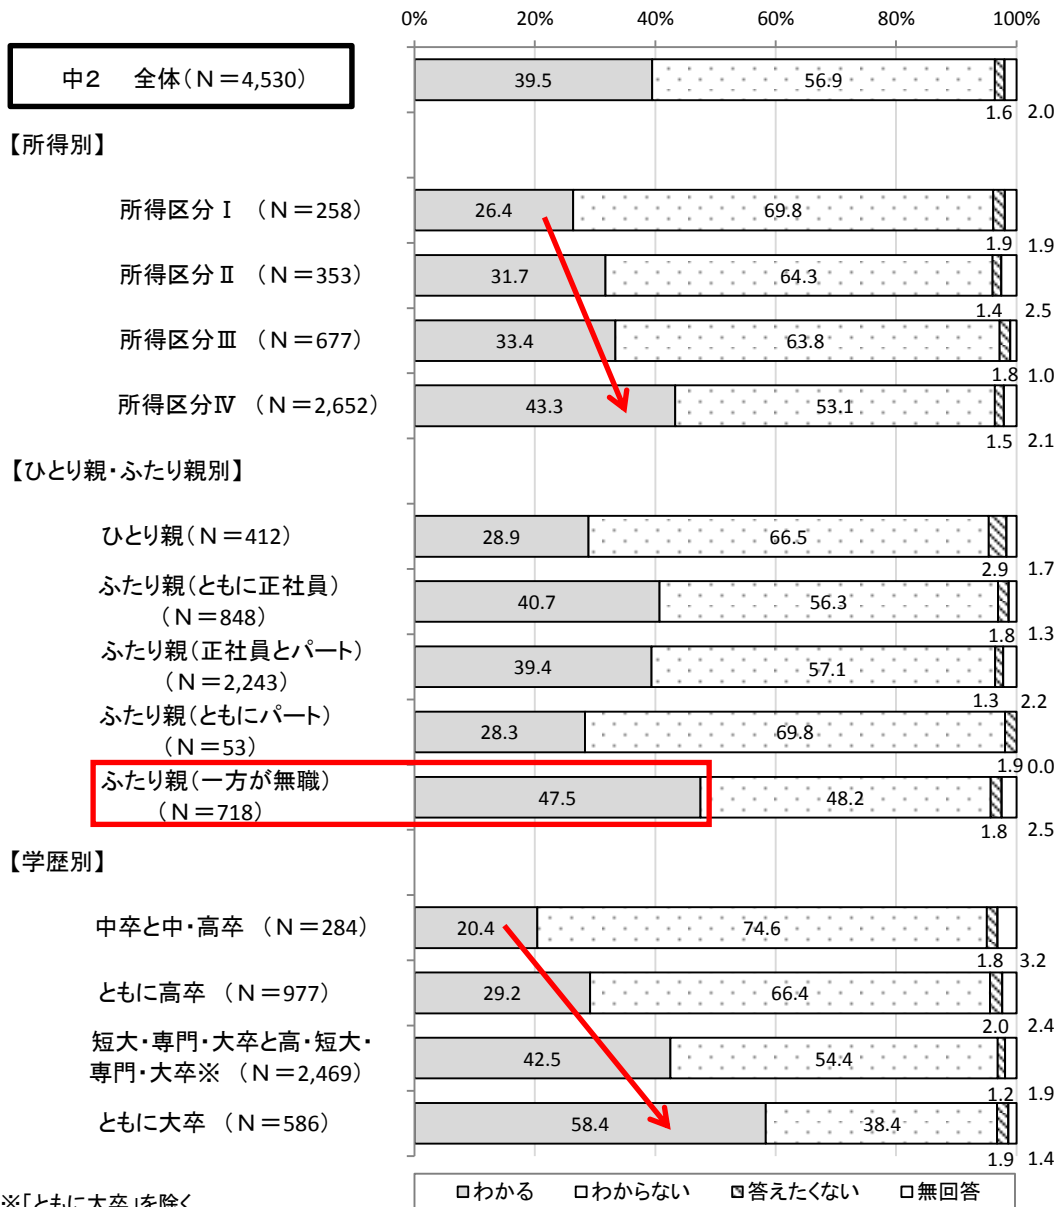 0% 20% 40% 60% 80% 100%
中2 全体(N=4,530) 39.5 56.9 1.6 2.0
【所得別】
所得区分Ⅰ (N=258) 26.4 69.8 1.9 1.9
所得区分Ⅱ (N=353) 31.7 64.3 1.4 2.5
所得区分Ⅲ (N=677) 33.4 63.8 1.8 1.0
所得区分Ⅳ (N=2,652) 43.3 53.1 1.5 2.1
【ひとり親・ふたり親別】
ひとり親(N=412) 28.9 66.5 2.9 1.7
ふたり親(ともに正社員)
(N=848) 40.7 56.3 1.8 1.3
ふたり親(正社員とパート)
(N=2,243) 39.4 57.1 1.3 2.2
ふたり親(ともにパート)
(N=53) 28.3 69.8 1.9 0.0
ふたり親(一方が無職)
(N=718) 47.5 48.2 1.8 2.5
【学歴別】
中卒と中・高卒 (N=284) 20.4 74.6 1.8 3.2
ともに高卒 (N=977) 29.2 66.4 2.0 2.4
短大・専門・大卒と高・短大・
専門・大卒※ (N=2,469) 42.5 54.4 1.2 1.9
ともに大卒 (N=586) 58.4 38.4 1.9 1.4
わかる わからない 答えたくない 無回答
※「ともに大卒」を除く